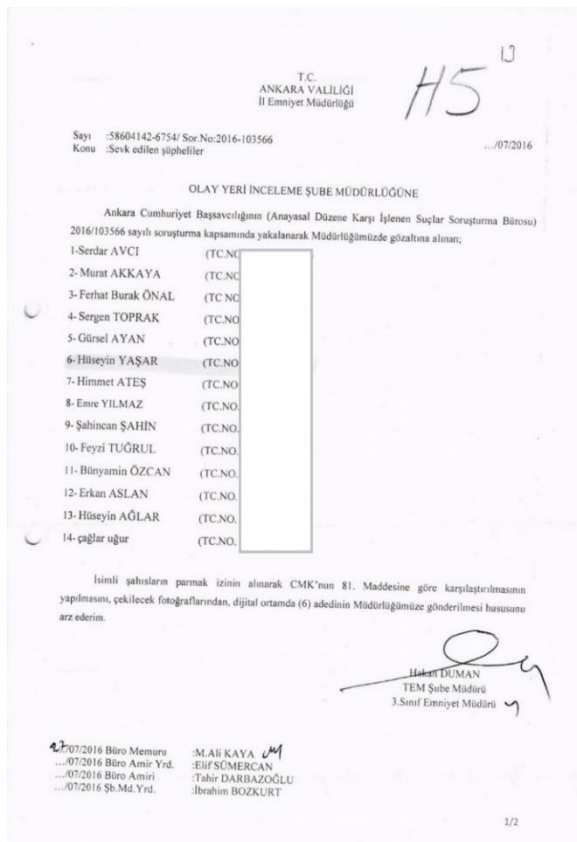 13
H5
T.C.
ANKARA VALİLİĞİ
İl Emniyet Müdürlüğü
Sayı :58604142-6754/ Sor.No:2016-103566
.../07/2016
Konu :Sevk edilen şüpheliler
OLAY YERİ İNCELEME ŞUBE MÜDÜRLÜĞÜNE
Ankara Cumhuriyet Başsavcılığının (Anayasal Düzene Karşı İşlenen Suçlar Soruşturma Bürosu)
2016/103566 sayılı soruşturma kapsamında yakalanarak Müdürlüğümüzde gözaltına alınan;
1-Serdar AVCI (TC.NO
2- Murat AKKAYA (TC.NO
3- Ferhat Burak ÖNAL (TC NO
4- Sergen TOPRAK (TC.NO
5- Gürsel AYAN (TC.NO
6- Hüseyin YAŞAR (TC.NO
7- Himmet ATEŞ (TC.NO
8- Emre YILMAZ (TC.NO.
9- Şahincan ŞAHİN (TC.NO.
10- Feyzi TUĞRUL (TC.NO.
11- Bünyamin ÖZCAN (TC.NO.
12- Erkan ASLAN (TC.NO.
13- Hüseyin AĞLAR (TC.NO.
14- çağlar uğur (TC.NO.
İsimli şahısların parmak izinin alınarak CMK'nun 81. Maddesine göre karşılaştırılmasının
yapılmasını, çekilecek fotoğraflarından, dijital ortamda (6) adedinin Müdürlüğümüze gönderilmesi hususunu
arz ederim.
Hakan DUMAN
TEM Şube Müdürü
3.Sınıf Emniyet Müdürü
27/07/2016 Büro Memuru :M.Ali KAYA
.../07/2016 Büro Amir Yrd. :Elif SÜMERCAN
.../07/2016 Büro Amiri :Tahir DARBAZOĞLU
.../07/2016 Şb.Md.Yrd. :İbrahim BOZKURT
1/2